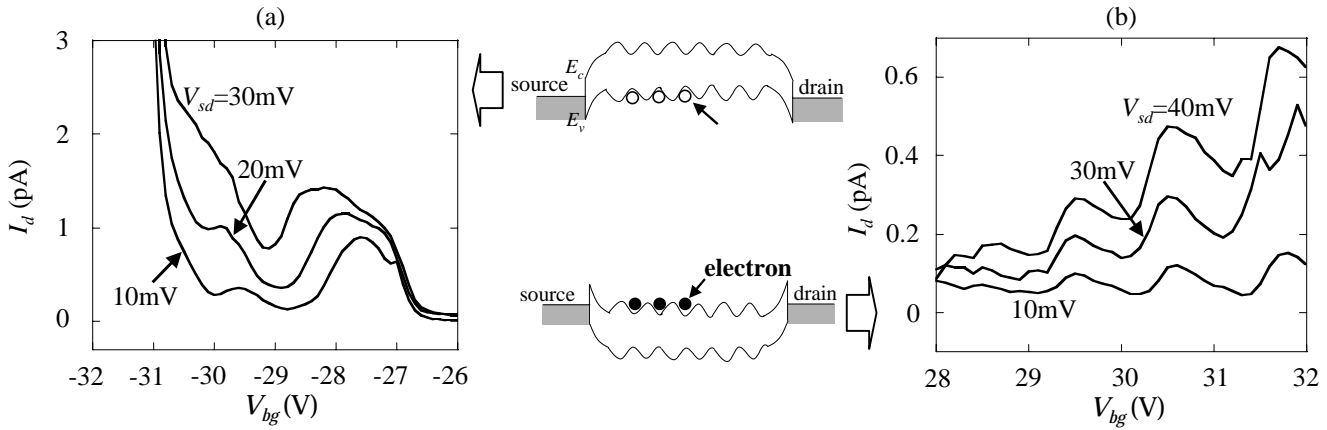 (a)
3
2
1
0
I_d (pA)
V_sd=30mV
20mV
10mV
-32 -31 -30 -29 -28 -27 -26
V_bg (V)
E_c
source
drain
E_v
electron
source
drain
(b)
0.6
0.4
0.2
0
I_d (pA)
V_sd=40mV
30mV
10mV
28 29 30 31 32
V_bg (V)